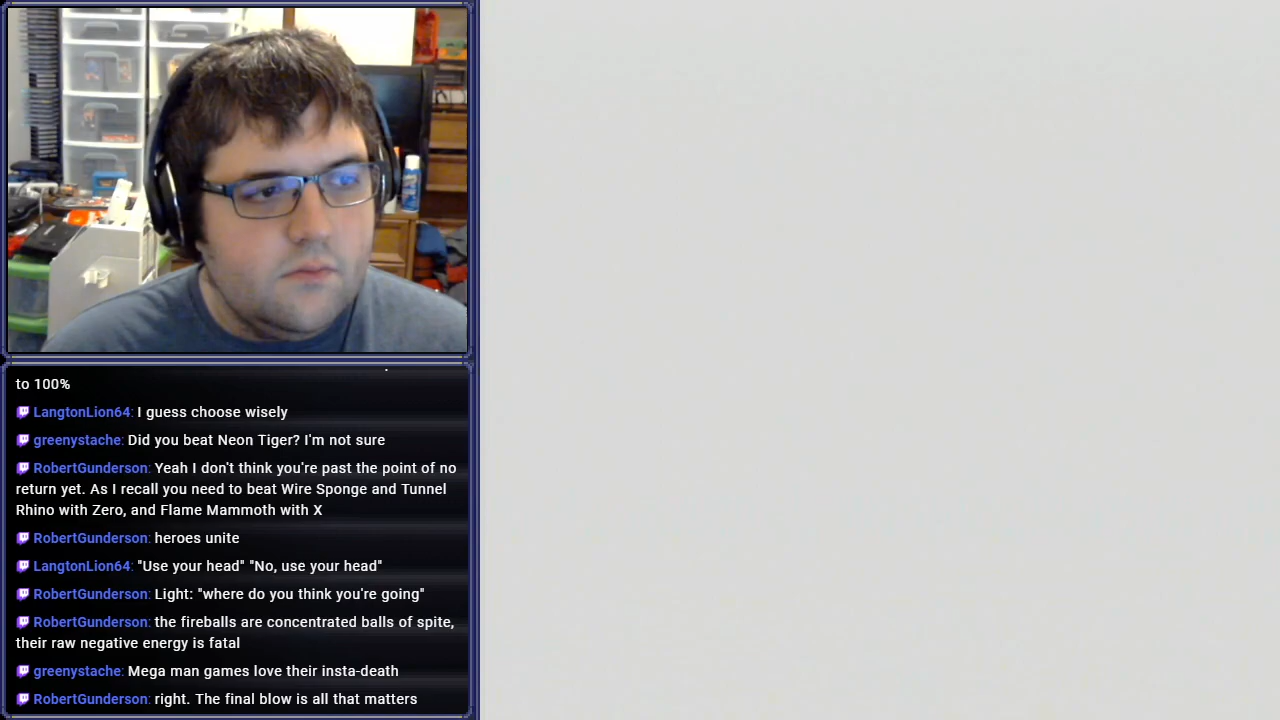 to 100%
LangtonLion64: I guess choose wisely
greenystache: Did you beat Neon Tiger? I'm not sure
RobertGunderson: Yeah I don't think you're past the point of no
return yet. As I recall you need to beat Wire Sponge and Tunnel
Rhino with Zero, and Flame Mammoth with X
RobertGunderson: heroes unite
LangtonLion64: "Use your head" "No, use your head"
RobertGunderson: Light: "where do you think you're going"
RobertGunderson: the fireballs are concentrated balls of spite,
their raw negative energy is fatal
greenystache: Mega man games love their insta-death
RobertGunderson: right. The final blow is all that matters